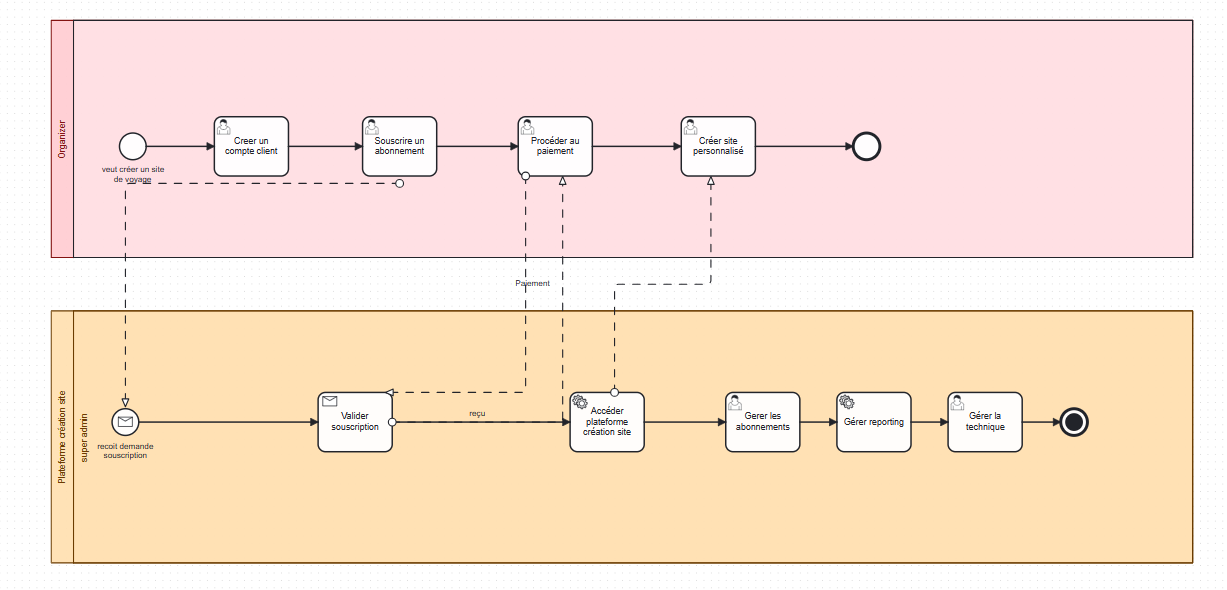 Organizer
veut créer un site
de voyage
Creer un
compte client
Souscrire un
abonnement
Procéder au
paiement
Créer site
personnalisé
Paiement
Plateforme création site
super admin
recoit demande
souscription
Valider
souscription
reçu
Accéder
plateforme
création site
Gerer les
abonnements
Gérer reporting
Gérer la
technique